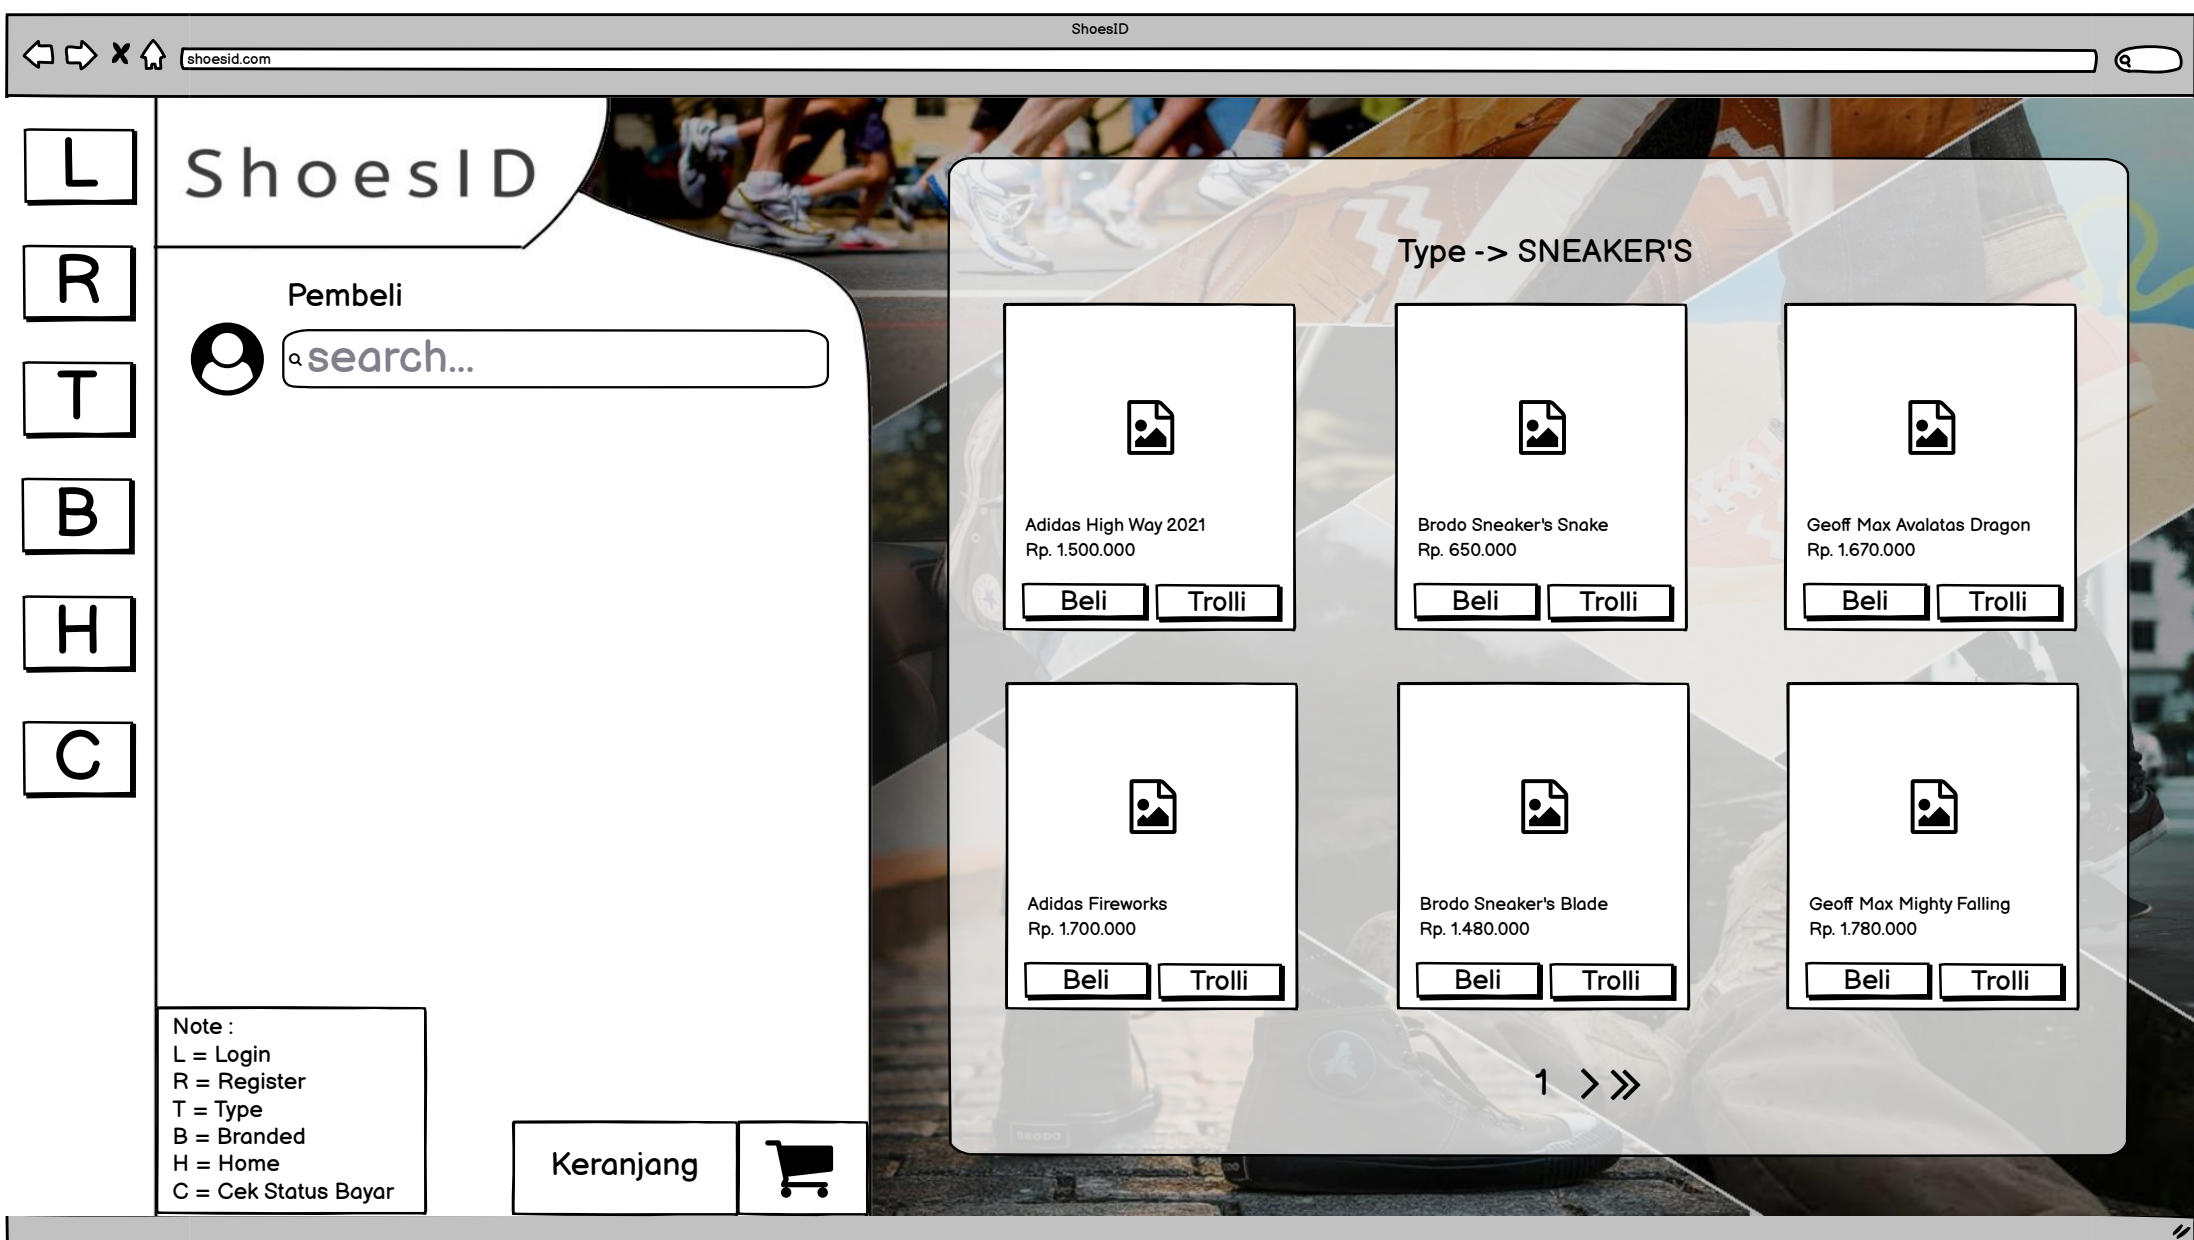 ShoesID
shoesid.com
L
R
T
B
H
C
ShoesID
Pembeli
search...
Note :
L = Login
R = Register
T = Type
B = Branded
H = Home
C = Cek Status Bayar
Keranjang
Type -> SNEAKER'S
Adidas High Way 2021
Rp. 1.500.000
Beli Trolli
Brodo Sneaker's Snake
Rp. 650.000
Beli Trolli
Geoff Max Avalatas Dragon
Rp. 1.670.000
Beli Trolli
Adidas Fireworks
Rp. 1.700.000
Beli Trolli
Brodo Sneaker's Blade
Rp. 1.480.000
Beli Trolli
Geoff Max Mighty Falling
Rp. 1.780.000
Beli Trolli
BRODO
1